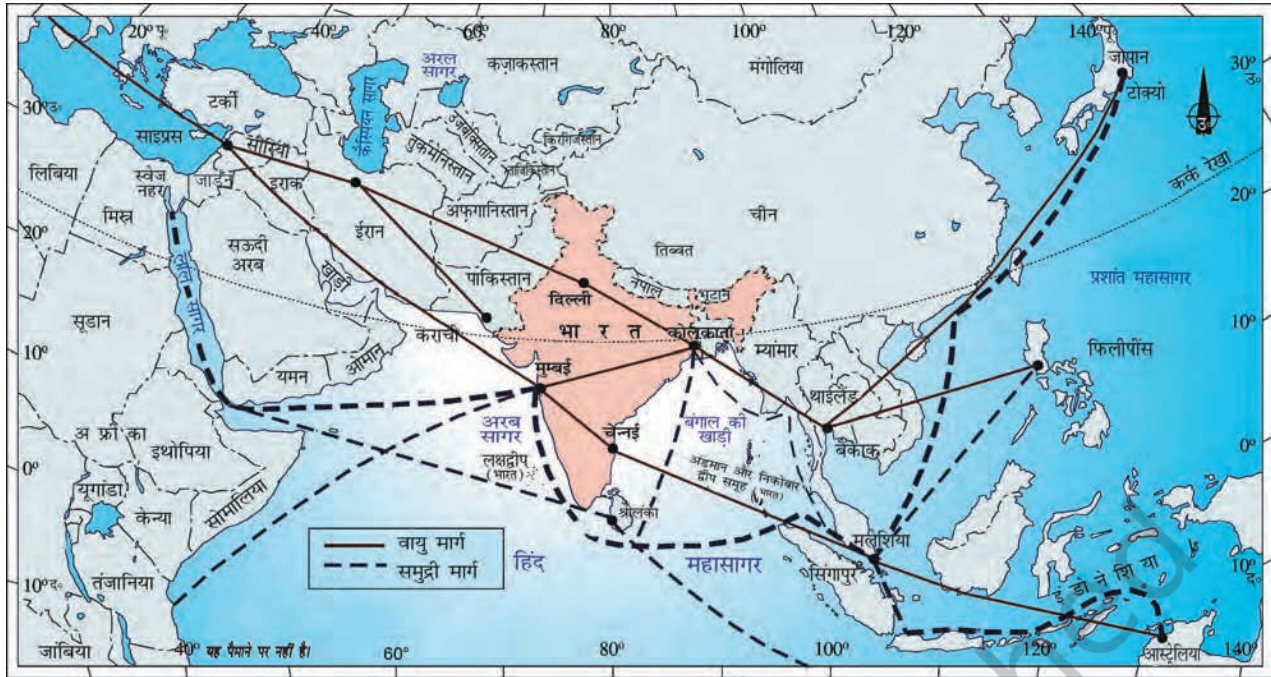 20° पू॰
40°
60°
80°
100°
120°
140° पू॰
30° उ॰
30° उ॰
अरल सागर
कज़ाकस्तान
मंगोलिया
जापान
टोक्यो
उ॰
टर्की
कैस्पियन सागर
उज़बेकिस्तान
तुर्कमेनिस्तान
किरगिजस्तान
ताजिकिस्तान
साइप्रस
सीरिया
लिबिया
स्वेज नहर
जार्डन
इराक
कर्क रेखा
20°
मिस्र
ईरान
अफ़गानिस्तान
चीन
20°
सऊदी अरब
खाड़ी
पाकिस्तान
तिब्बत
नेपाल
भूटान
लाल सागर
दिल्ली
प्रशांत महासागर
सूडान
कराची
भारत
कोलकाता
म्यांमार
10°
10°
ओमान
यमन
मुम्बई
फिलीपींस
थाईलैंड
बैंकाक
अरब सागर
चेन्नई
बंगाल की खाड़ी
अफ्रीका
इथोपिया
लक्षद्वीप
(भारत)
अंडमान और निकोबार
द्वीप समूह (भारत)
0°
0°
यूगांडा
केन्या
सोमालिया
श्रीलंका
मलेशिया
वायु मार्ग
समुद्री मार्ग
हिंद
महासागर
सिंगापुर
इंडोनेशिया
10° द॰
तंजानिया
10° द॰
जांबिया
40°
यह पैमाने पर नहीं है।
60°
80°
100°
120°
आस्ट्रेलिया
140°